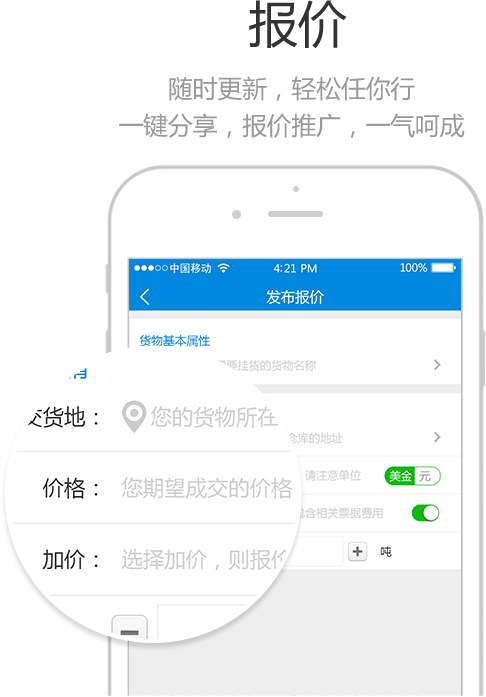 报价
随时更新，轻松任你行
一键分享，报价推广，一气呵成
中国移动 4:21 PM 100%
发布报价
货物基本属性
要挂货的货物名称
交货地： 您的货物所在
仓库的地址
价格： 您期望成交的价格
请注意单位 美金 元
含相关票据费用
加价： 选择加价，则报价
吨